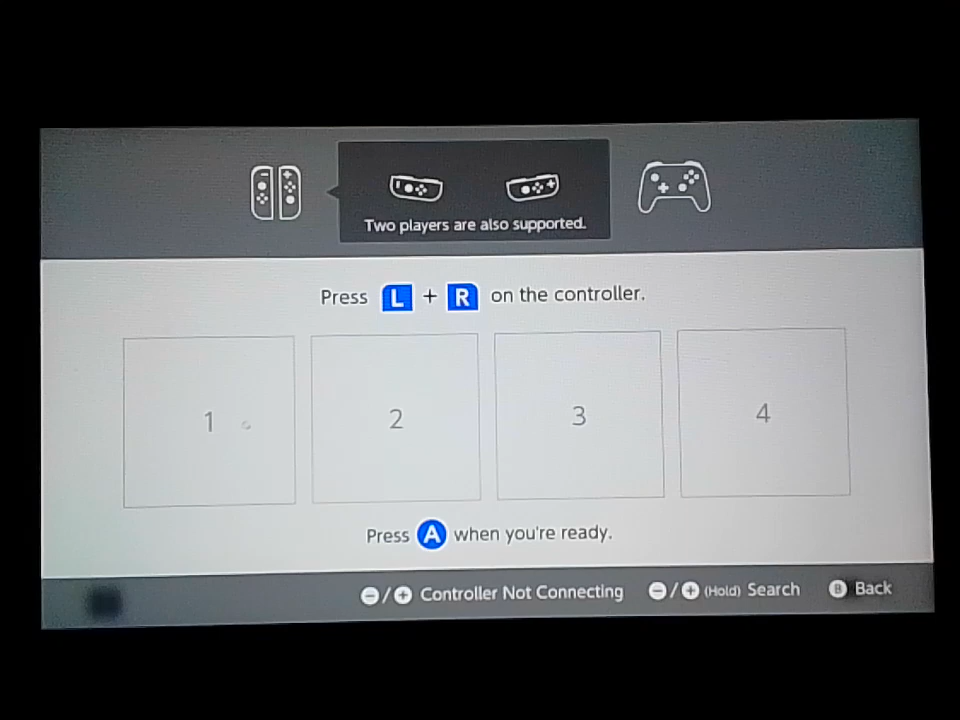 Two players are also supported.
Press L + R on the controller.
1 2 3 4
Press A when you're ready.
−/+ Controller Not Connecting −/+ (Hold) Search B Back